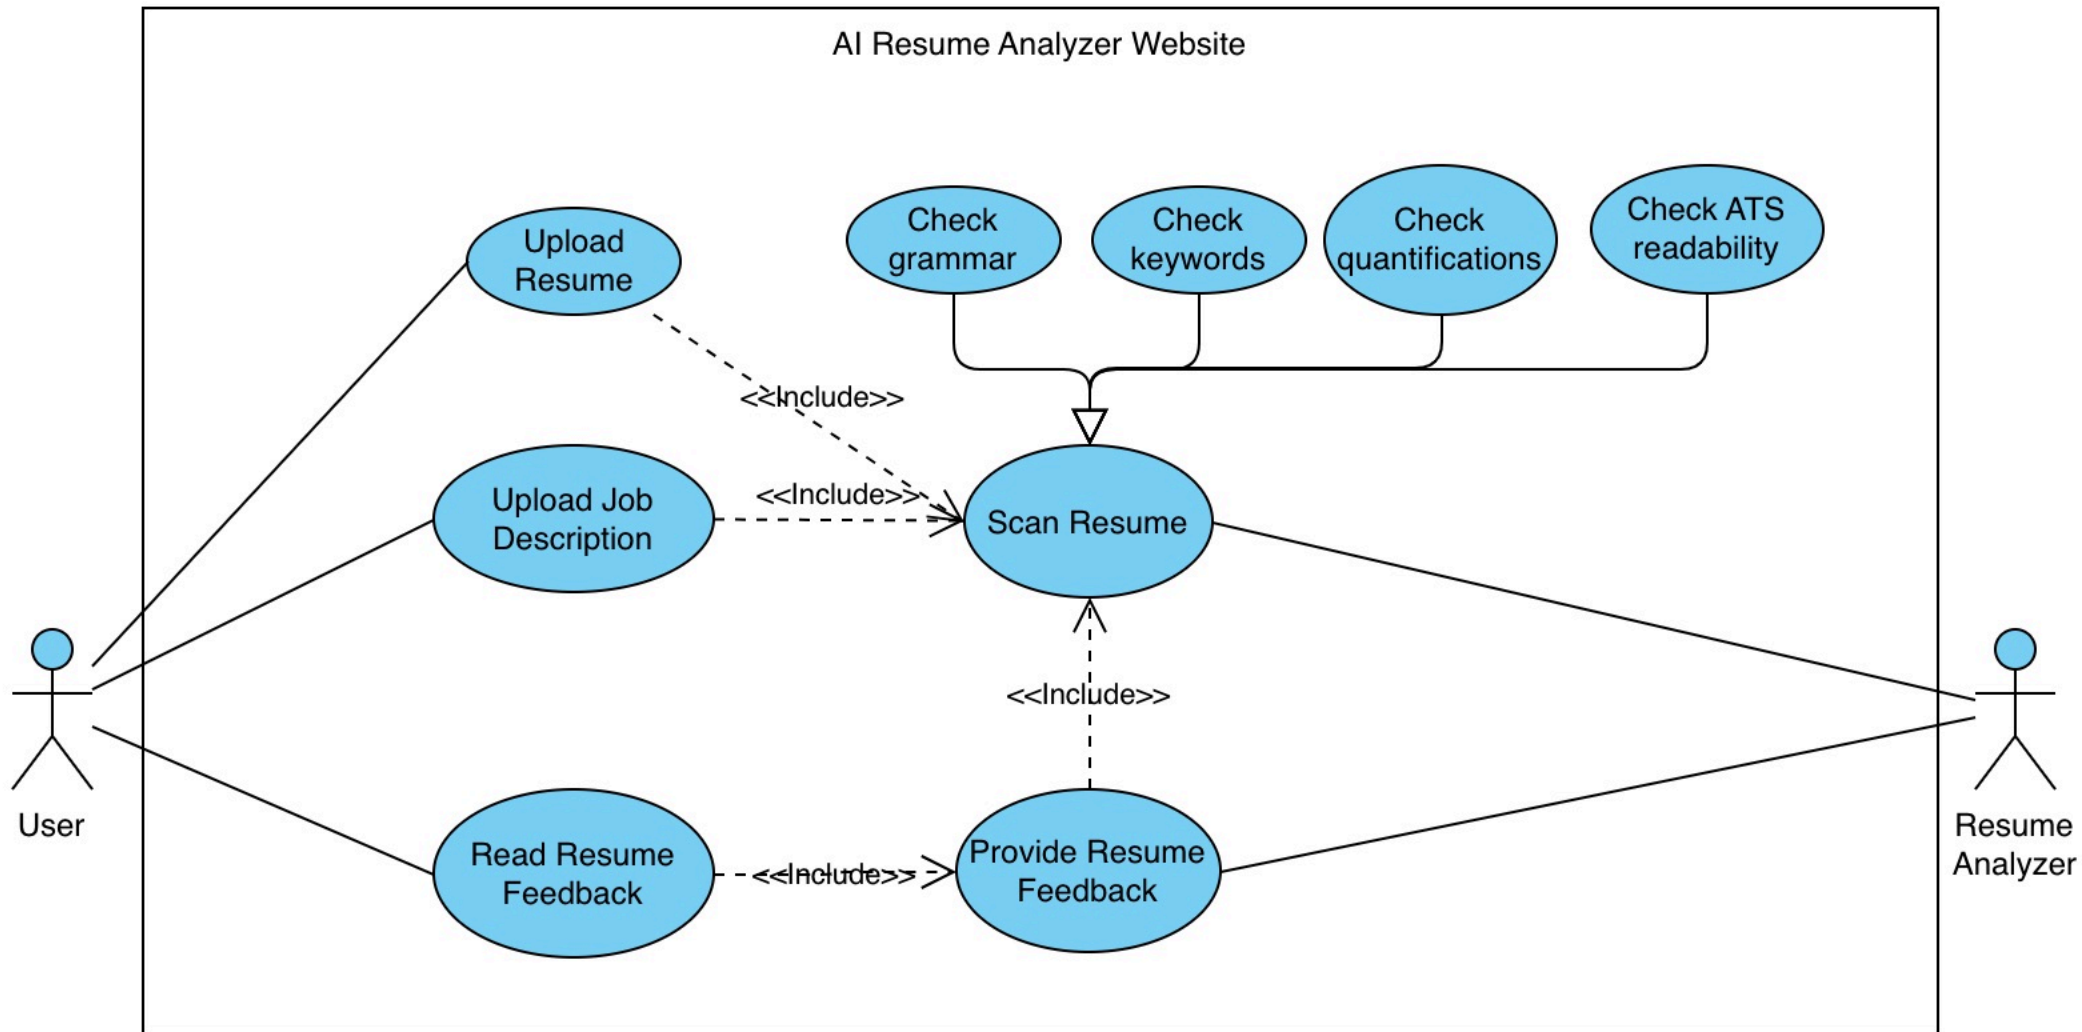 AI Resume Analyzer Website
Upload
Resume
Check
grammar
Check
keywords
Check
quantifications
Check ATS
readability
<<Include>>
Upload Job
Description
<<Include>>
Scan Resume
<<Include>>
User
Read Resume
Feedback
<<Include>>
Provide Resume
Feedback
Resume
Analyzer